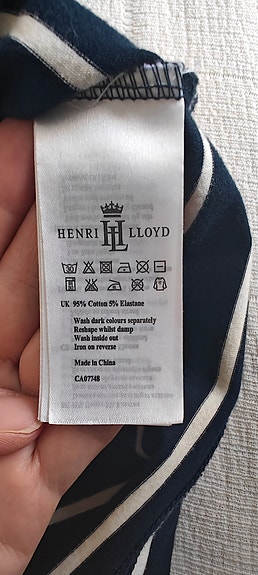 HENRI HL LLOYD
UK 95% Cotton 5% Elastane
Wash dark colours separately
Reshape whilst damp
Wash inside out
Iron on reverse
Made in China
CA07748